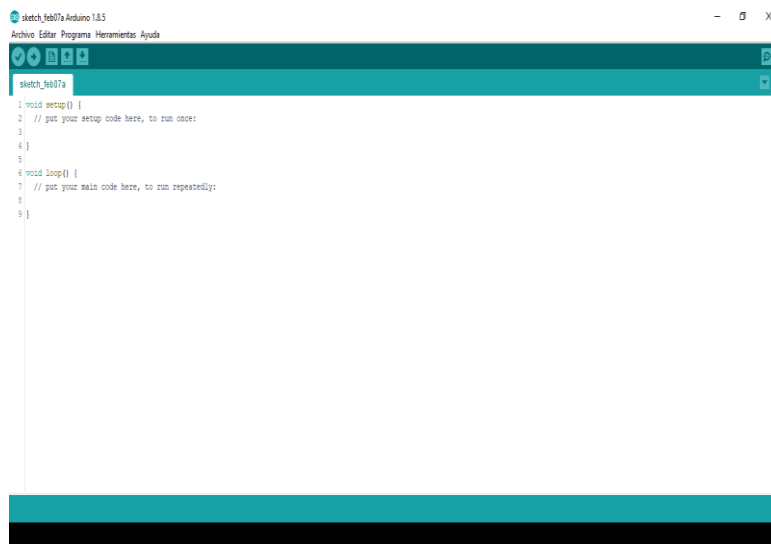 sketch_feb07a Arduino 1.8.5
Archivo Editar Programa Herramientas Ayuda
sketch_feb07a
1 void setup() {
2 // put your setup code here, to run once:
3
4 }
5
6 void loop() {
7 // put your main code here, to run repeatedly:
8
9 }